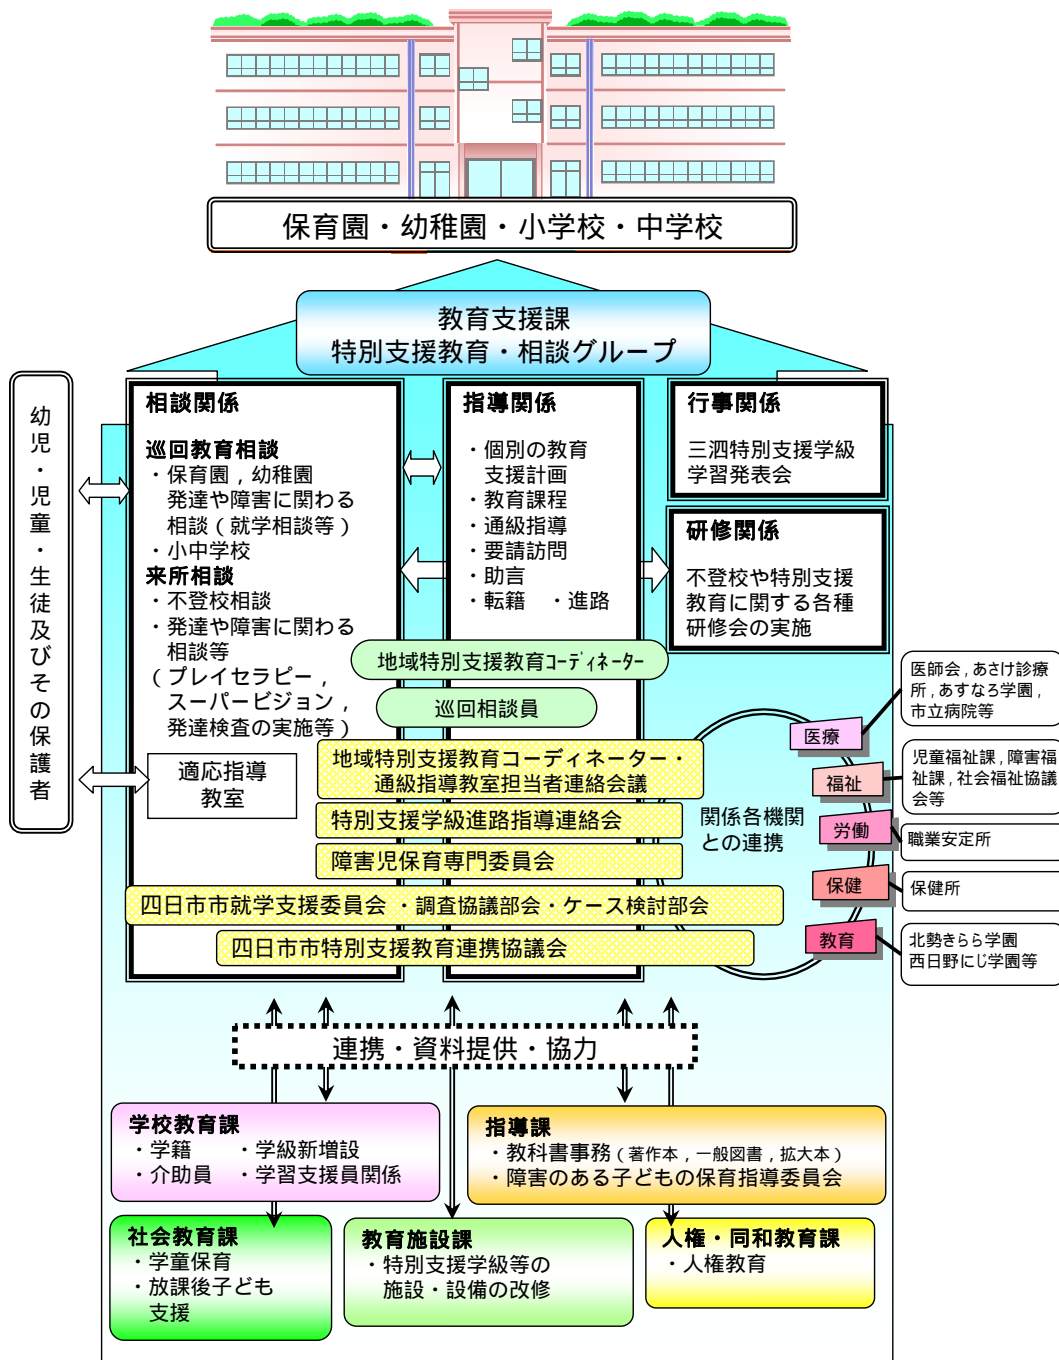 保育園・幼稚園・小学校・中学校
教育支援課
特別支援教育・相談グループ
幼児・児童・生徒及びその保護者
相談関係
巡回教育相談
・保育園，幼稚園
発達や障害に関わる
相談（就学相談等）
・小中学校
来所相談
・不登校相談
・発達や障害に関わる
相談等
（プレイセラピー，
スーパービジョン，
発達検査の実施等）
適応指導
教室
指導関係
・個別の教育
支援計画
・教育課程
・通級指導
・要請訪問
・助言
・転籍　・進路
行事関係
三泗特別支援学級
学習発表会
研修関係
不登校や特別支援
教育に関する各種
研修会の実施
地域特別支援教育ｺｰﾃﾞｨﾈｰﾀｰ
巡回相談員
地域特別支援教育コーディネーター・
通級指導教室担当者連絡会議
特別支援学級進路指導連絡会
障害児保育専門委員会
四日市市就学支援委員会 ・調査協議部会・ケース検討部会
四日市市特別支援教育連携協議会
関係各機関
との連携
医療
医師会，あさけ診療
所，あすなろ学園，
市立病院等
福祉
児童福祉課，障害福
祉課，社会福祉協議
会等
労働
職業安定所
保健
保健所
教育
北勢きらら学園
西日野にじ学園等
連携・資料提供・協力
学校教育課
・学籍　・学級新増設
・介助員　・学習支援員関係
指導課
・教科書事務（著作本，一般図書，拡大本）
・障害のある子どもの保育指導委員会
社会教育課
・学童保育
・放課後子ども
支援
教育施設課
・特別支援学級等の
施設・設備の改修
人権・同和教育課
・人権教育